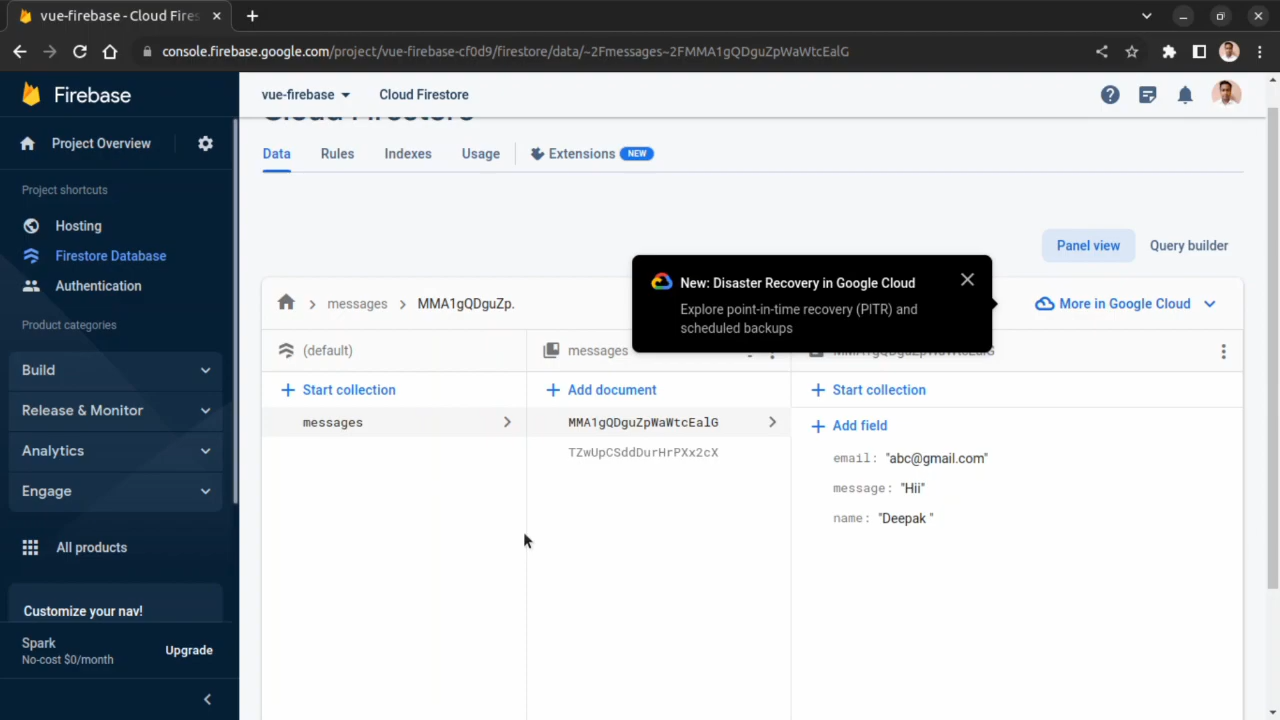 vue-firebase - Cloud Fires
console.firebase.google.com/project/vue-firebase-cf0d9/firestore/data/~2Fmessages~2FMMA1gQDguZpWaWtcEalG
Firebase
vue-firebase
Cloud Firestore
Project Overview
Cloud Firestore
Data
Rules
Indexes
Usage
Extensions NEW
Project shortcuts
Hosting
Firestore Database
Authentication
Product categories
Build
Release & Monitor
Analytics
Engage
All products
Customize your nav!
Spark
No-cost $0/month
Upgrade
Panel view
Query builder
messages
MMA1gQDguZp.
New: Disaster Recovery in Google Cloud
Explore point-in-time recovery (PITR) and
scheduled backups
More in Google Cloud
(default)
messages
MMA1gQDguZpWaWtcEalG
+ Start collection
+ Add document
+ Start collection
messages
MMA1gQDguZpWaWtcEalG
TZwUpCSddDurHrPXx2cX
+ Add field
email: "abc@gmail.com"
message: "Hii"
name: "Deepak "